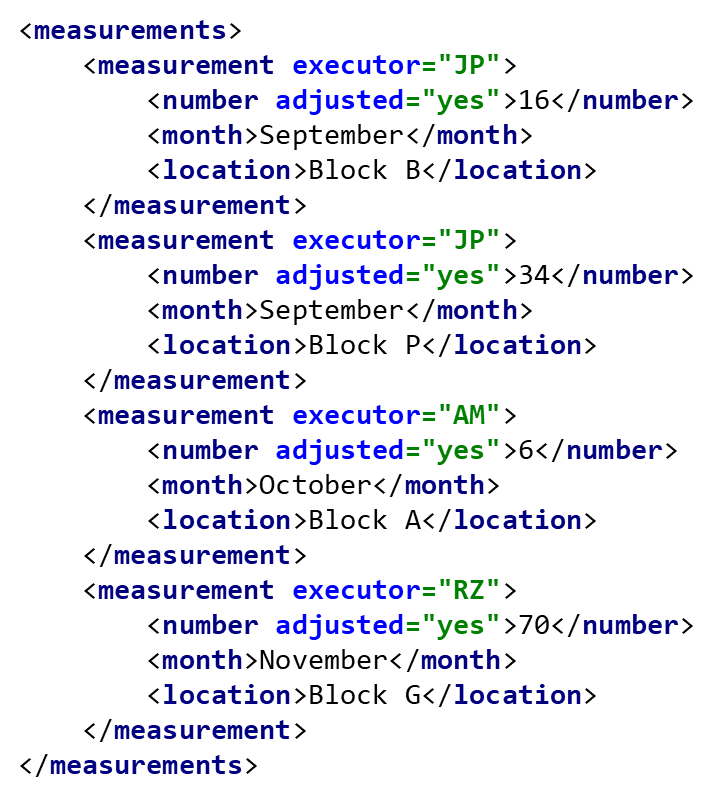 <measurements>
    <measurement executor="JP">
        <number adjusted="yes">16</number>
        <month>September</month>
        <location>Block B</location>
    </measurement>
    <measurement executor="JP">
        <number adjusted="yes">34</number>
        <month>September</month>
        <location>Block P</location>
    </measurement>
    <measurement executor="AM">
        <number adjusted="yes">6</number>
        <month>October</month>
        <location>Block A</location>
    </measurement>
    <measurement executor="RZ">
        <number adjusted="yes">70</number>
        <month>November</month>
        <location>Block G</location>
    </measurement>
</measurements>